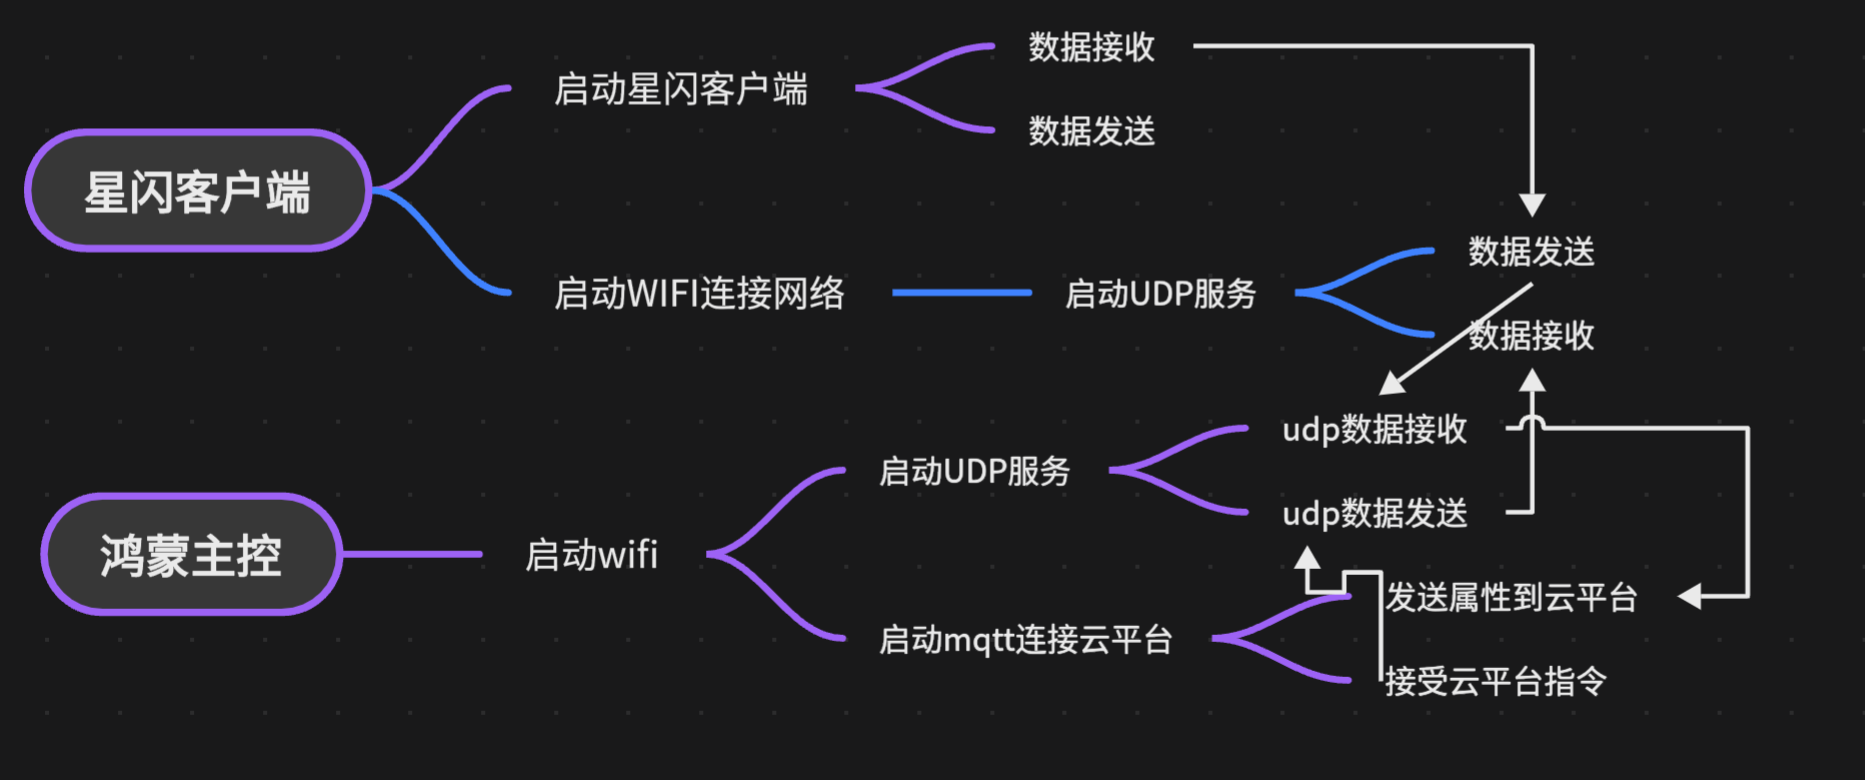 星闪客户端
启动星闪客户端
数据接收
数据发送
启动WIFI连接网络
启动UDP服务
数据发送
数据接收
鸿蒙主控
启动wifi
启动UDP服务
udp数据接收
udp数据发送
启动mqtt连接云平台
发送属性到云平台
接受云平台指令